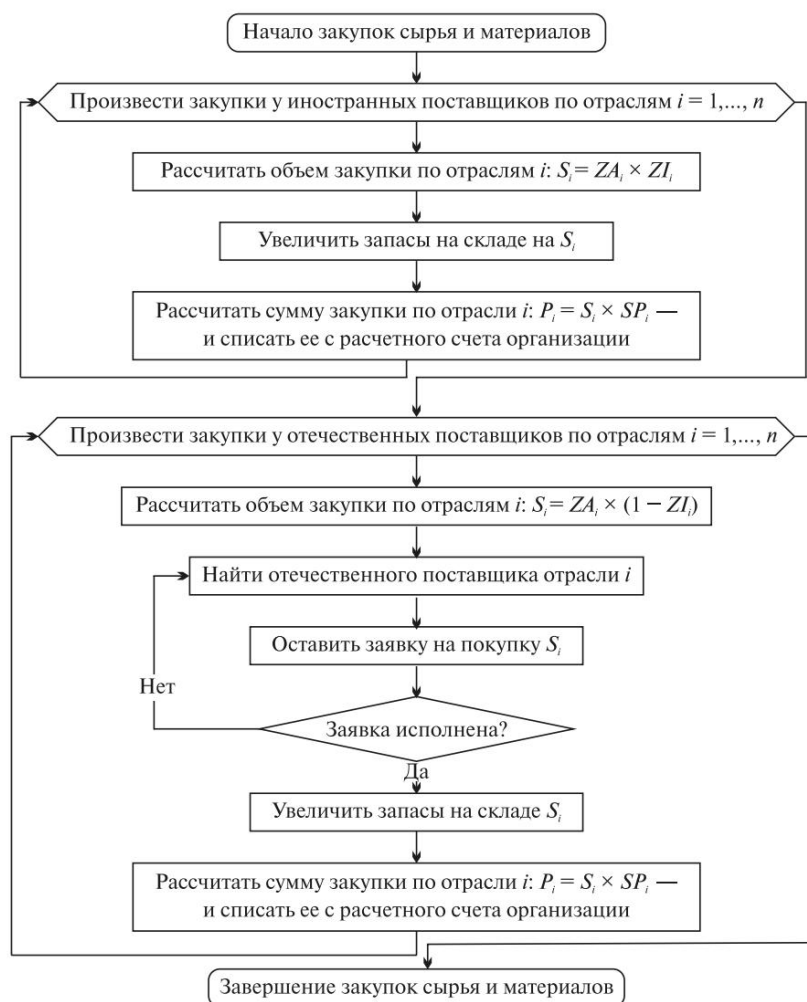 Начало закупок сырья и материалов
Произвести закупки у иностранных поставщиков по отраслям i = 1,..., n
Рассчитать объем закупки по отраслям i: Sᵢ = ZAᵢ × ZIᵢ
Увеличить запасы на складе на Sᵢ
Рассчитать сумму закупки по отрасли i: Pᵢ = Sᵢ × SPᵢ —
и списать ее с расчетного счета организации
Произвести закупки у отечественных поставщиков по отраслям i = 1,..., n
Рассчитать объем закупки по отраслям i: Sᵢ = ZAᵢ × (1 − ZIᵢ)
Найти отечественного поставщика отрасли i
Оставить заявку на покупку Sᵢ
Нет
Заявка исполнена?
Да
Увеличить запасы на складе Sᵢ
Рассчитать сумму закупки по отрасли i: Pᵢ = Sᵢ × SPᵢ —
и списать ее с расчетного счета организации
Завершение закупок сырья и материалов